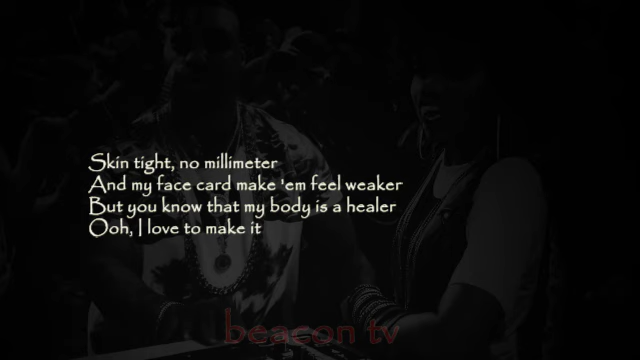 Skin tight, no millimeter
And my face card make 'em feel weaker
But you know that my body is a healer
Ooh, I love to make it
beacon tv